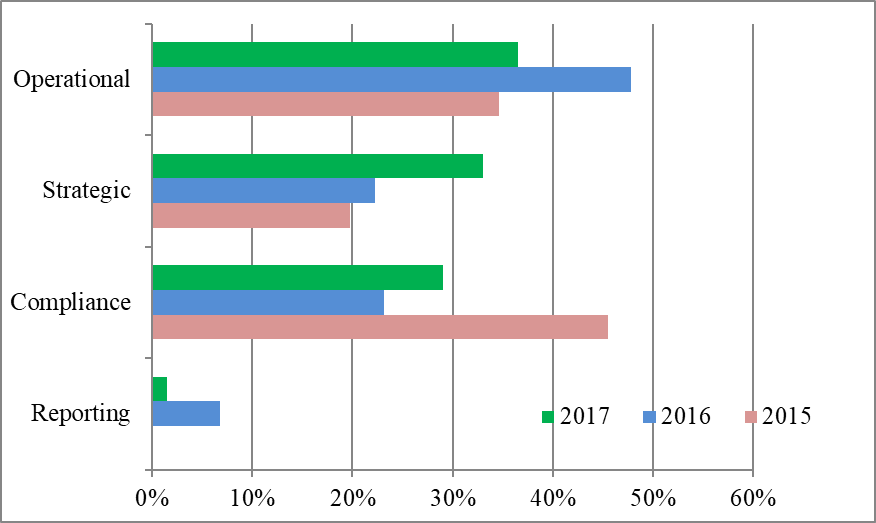 Operational
Strategic
Compliance
Reporting
2017 2016 2015
0% 10% 20% 30% 40% 50% 60%